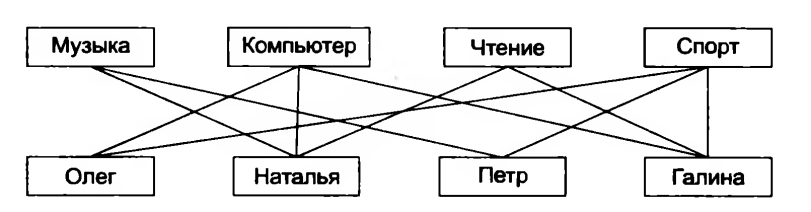 Музыка Компьютер Чтение Спорт
Олег Наталья Петр Галина